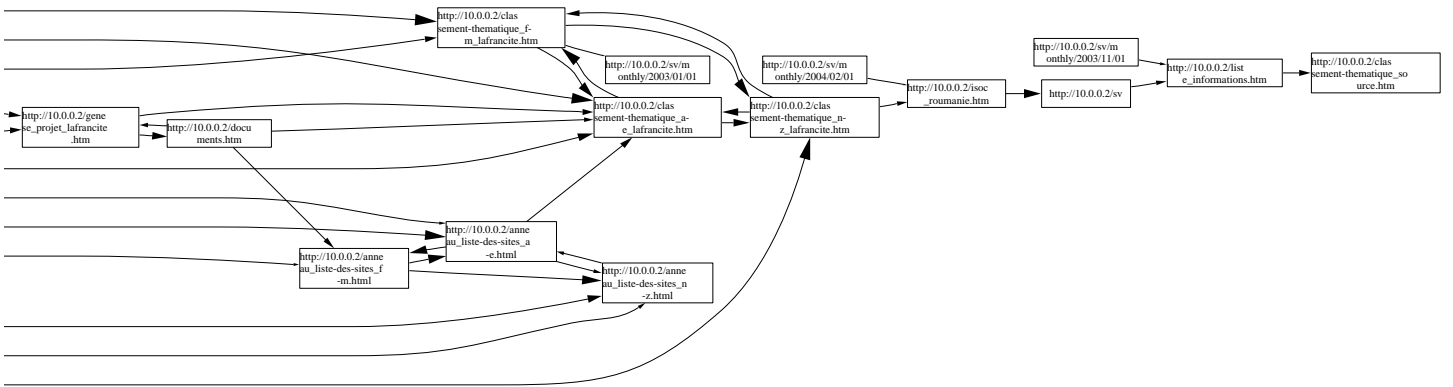 http://10.0.0.2/clas
sement-thematique_f-
m_lafrancite.htm
http://10.0.0.2/sv/m
onthly/2003/01/01
http://10.0.0.2/sv/m
onthly/2004/02/01
http://10.0.0.2/sv/m
onthly/2003/11/01
http://10.0.0.2/list
e_informations.htm
http://10.0.0.2/clas
sement-thematique_so
urce.htm
http://10.0.0.2/isoc
_roumanie.htm
http://10.0.0.2/sv
http://10.0.0.2/gene
se_projet_lafrancite
.htm
http://10.0.0.2/docu
ments.htm
http://10.0.0.2/clas
sement-thematique_a-
e_lafrancite.htm
http://10.0.0.2/clas
sement-thematique_n-
z_lafrancite.htm
http://10.0.0.2/anne
au_liste-des-sites_a
-e.html
http://10.0.0.2/anne
au_liste-des-sites_f
-m.html
http://10.0.0.2/anne
au_liste-des-sites_n
-z.html